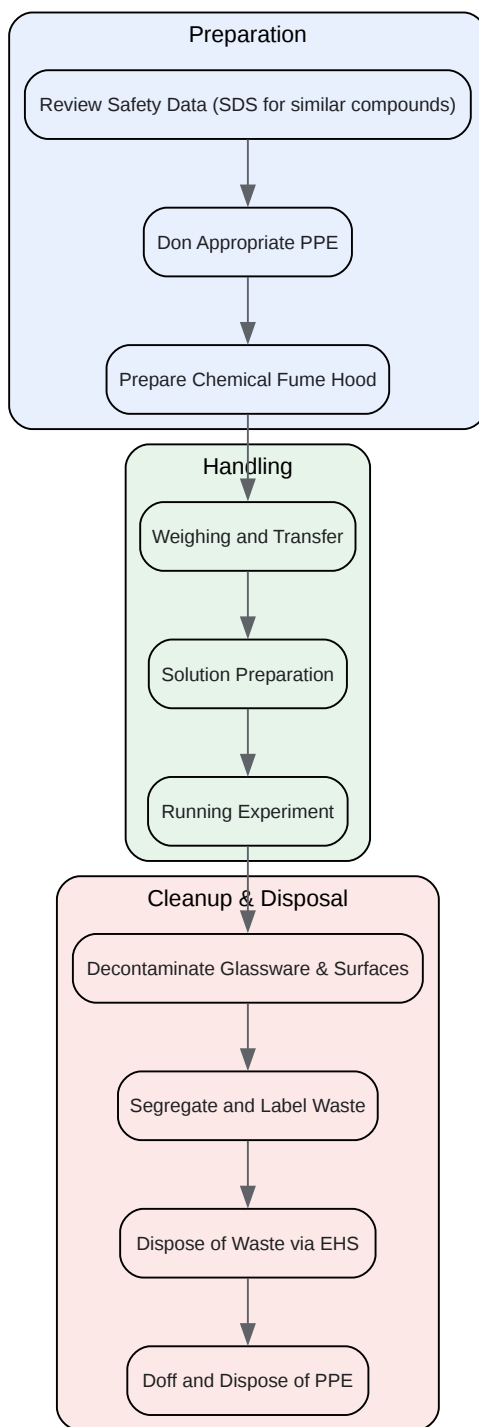 Preparation
Review Safety Data (SDS for similar compounds)
Don Appropriate PPE
Prepare Chemical Fume Hood
Handling
Weighing and Transfer
Solution Preparation
Running Experiment
Cleanup & Disposal
Decontaminate Glassware & Surfaces
Segregate and Label Waste
Dispose of Waste via EHS
Doff and Dispose of PPE